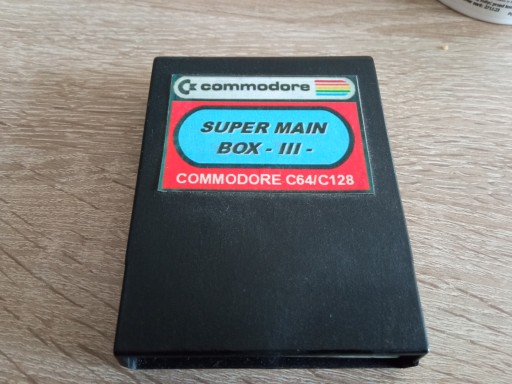 commodore
SUPER MAIN
BOX - III -
COMMODORE C64/C128